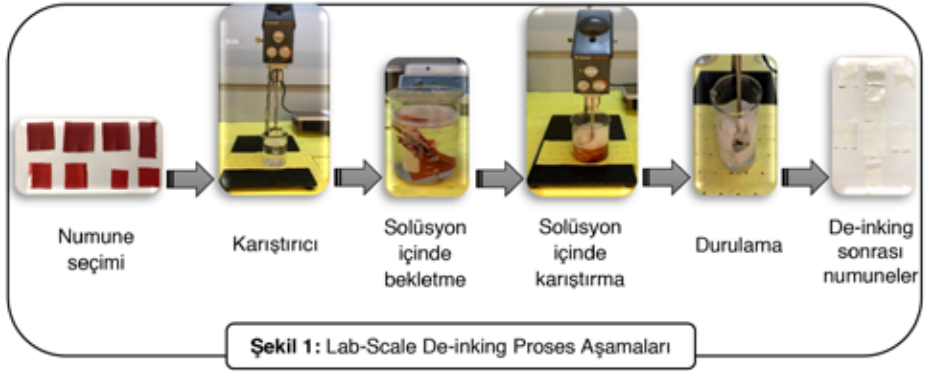 Numune
seçimi
Karıştırıcı
Solüsyon
içinde
bekletme
Solüsyon
içinde
karıştırma
Durulama
De-inking
sonrası
numuneler
Şekil 1: Lab-Scale De-inking Proses Aşamaları